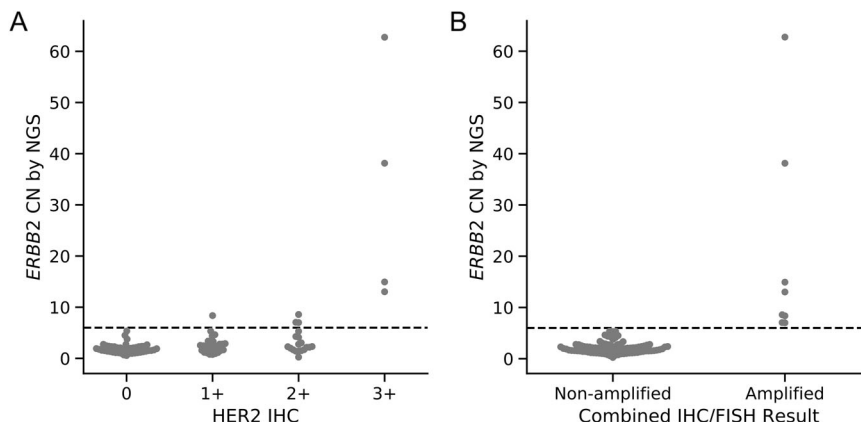 A
ERBB2 CN by NGS
60
50
40
30
20
10
0
0 1+ 2+ 3+
HER2 IHC
B
ERBB2 CN by NGS
60
50
40
30
20
10
0
Non-amplified Amplified
Combined IHC/FISH Result